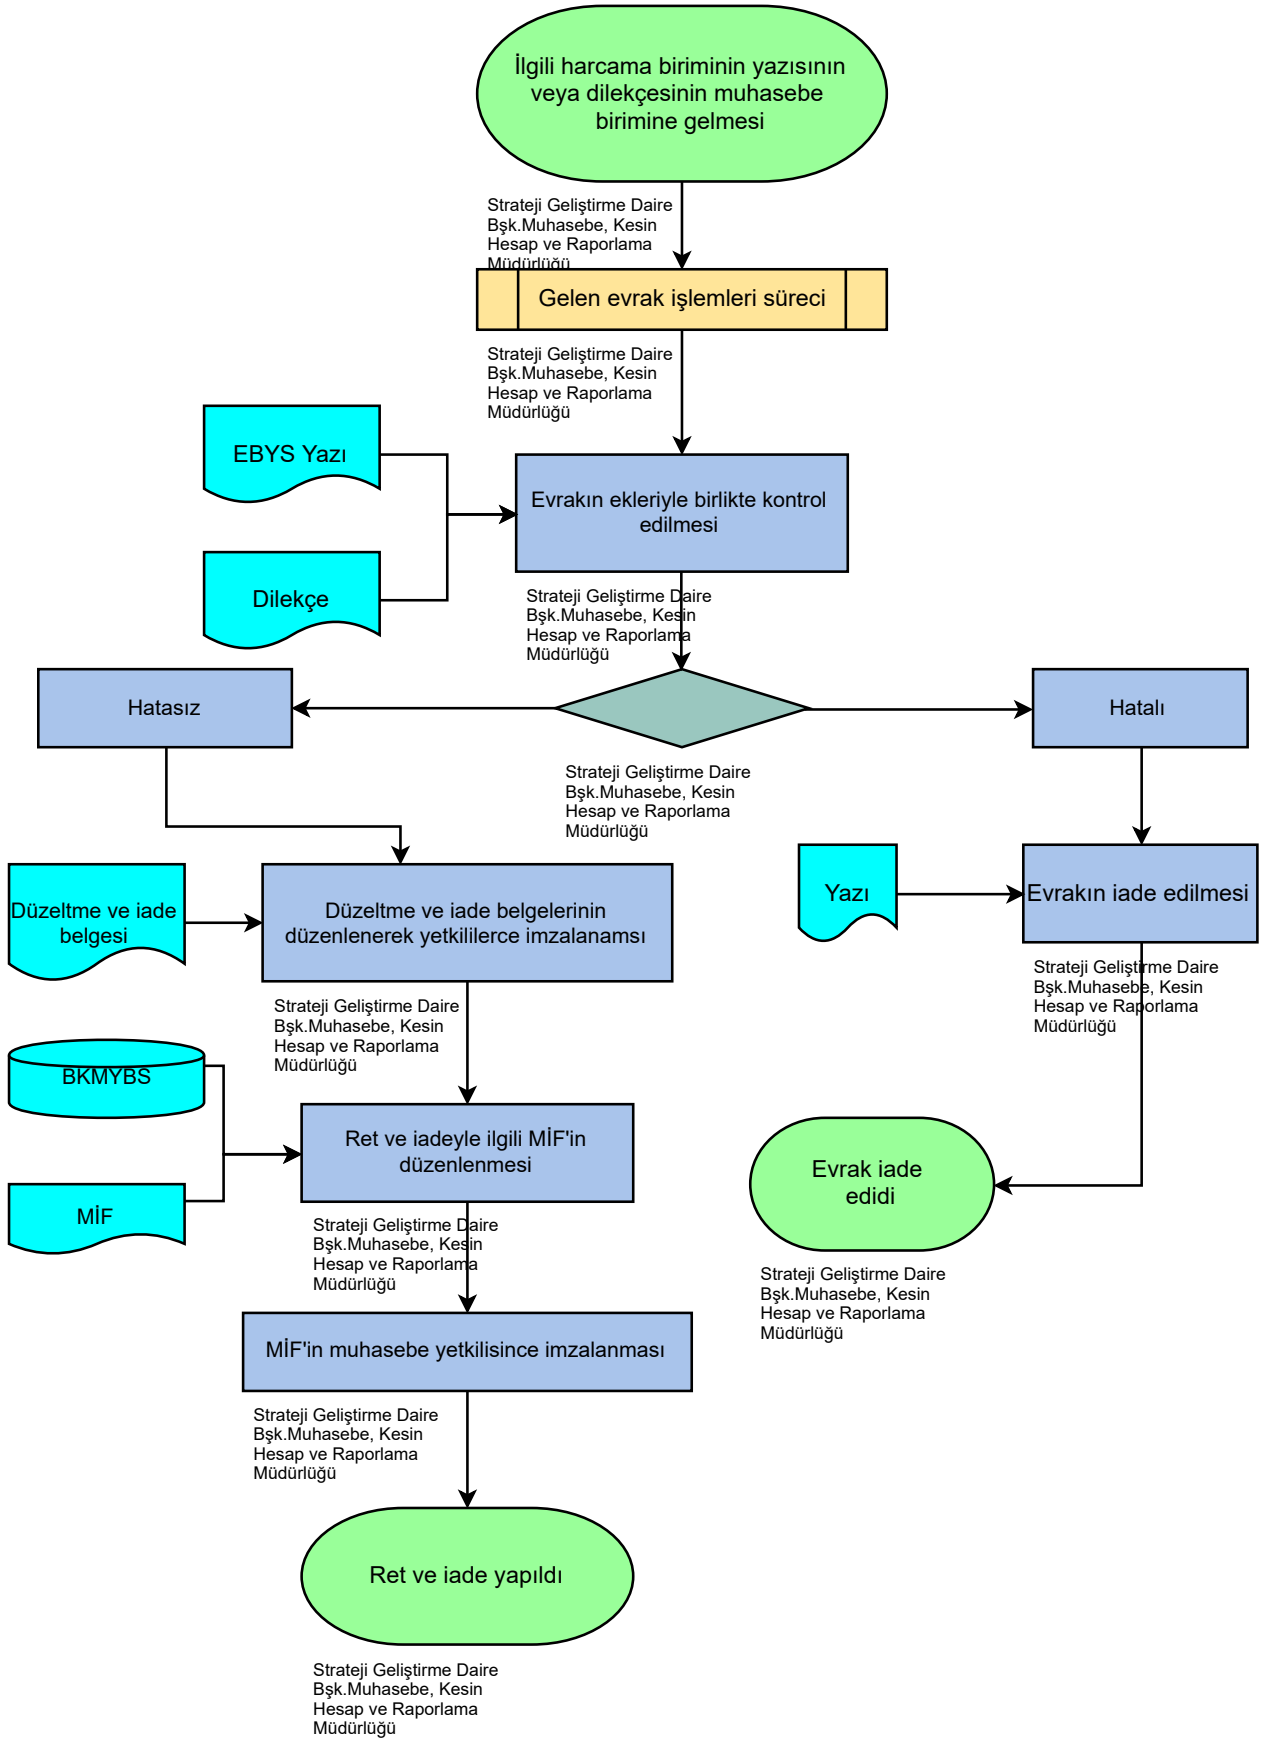 İlgili harcama biriminin yazısının
veya dilekçesinin muhasebe
birimine gelmesi
Strateji Geliştirme Daire
Bşk.Muhasebe, Kesin
Hesap ve Raporlama
Müdürlüğü
Gelen evrak işlemleri süreci
Strateji Geliştirme Daire
Bşk.Muhasebe, Kesin
Hesap ve Raporlama
Müdürlüğü
EBYS Yazı
Dilekçe
Evrakın ekleriyle birlikte kontrol
edilmesi
Strateji Geliştirme Daire
Bşk.Muhasebe, Kesin
Hesap ve Raporlama
Müdürlüğü
Hatasız
Hatalı
Strateji Geliştirme Daire
Bşk.Muhasebe, Kesin
Hesap ve Raporlama
Müdürlüğü
Düzeltme ve iade
belgesi
Düzeltme ve iade belgelerinin
düzenlenerek yetkililerce imzalanamsı
Yazı
Evrakın iade edilmesi
Strateji Geliştirme Daire
Bşk.Muhasebe, Kesin
Hesap ve Raporlama
Müdürlüğü
Strateji Geliştirme Daire
Bşk.Muhasebe, Kesin
Hesap ve Raporlama
Müdürlüğü
BKMYBS
MİF
Ret ve iadeyle ilgili MİF'in
düzenlenmesi
Evrak iade
edidi
Strateji Geliştirme Daire
Bşk.Muhasebe, Kesin
Hesap ve Raporlama
Müdürlüğü
Strateji Geliştirme Daire
Bşk.Muhasebe, Kesin
Hesap ve Raporlama
Müdürlüğü
MİF'in muhasebe yetkilisince imzalanması
Strateji Geliştirme Daire
Bşk.Muhasebe, Kesin
Hesap ve Raporlama
Müdürlüğü
Ret ve iade yapıldı
Strateji Geliştirme Daire
Bşk.Muhasebe, Kesin
Hesap ve Raporlama
Müdürlüğü